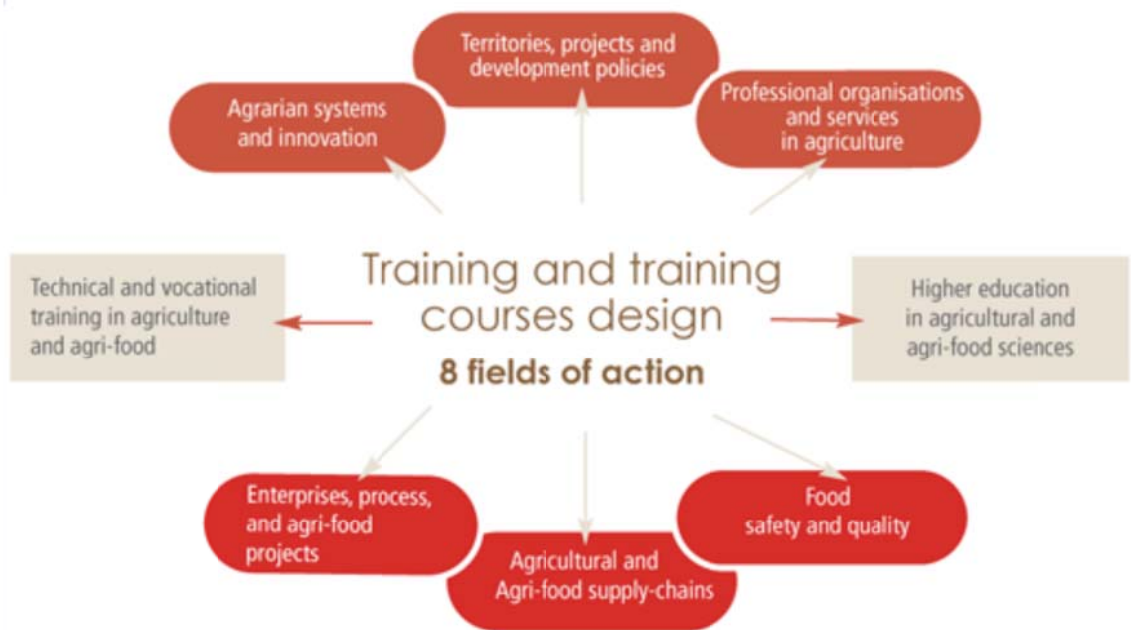 Territories, projects and
development policies
Agrarian systems
and innovation
Professional organisations
and services
in agriculture
Training and training
courses design
8 fields of action
Technical and vocational
training in agriculture
and agri-food
Higher education
in agricultural and
agri-food sciences
Enterprises, process,
and agri-food
projects
Agricultural and
Agri-food supply-chains
Food
safety and quality